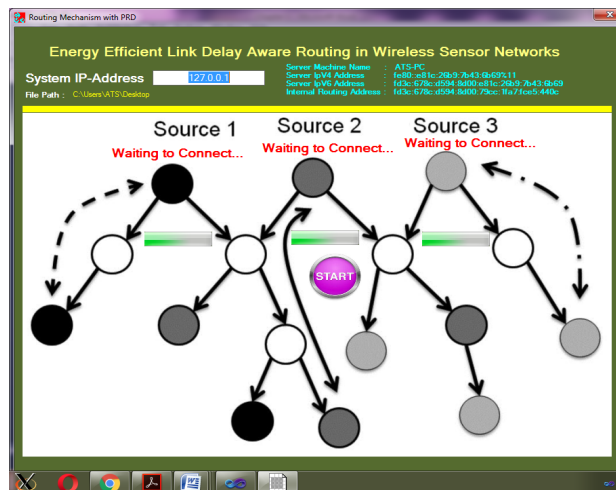 Routing Mechanism with PRD
Energy Efficient Link Delay Aware Routing in Wireless Sensor Networks
System IP-Address 127.0.0.1
File Path : C:\Users\ATS\Desktop
Server Machine Name : ATS-PC
Server IpV4 Address : fe80::e81c:26b9:7b43:6b69%11
Server IpV6 Address : fd3c:678c:d594:8d00:e81c:26b9:7b43:6b69
Internal Routing Address : fd3c:678c:d594:8d00:79cc:1fa7:fce5:440c
Source 1 Source 2 Source 3
Waiting to Connect... Waiting to Connect... Waiting to Connect...
START